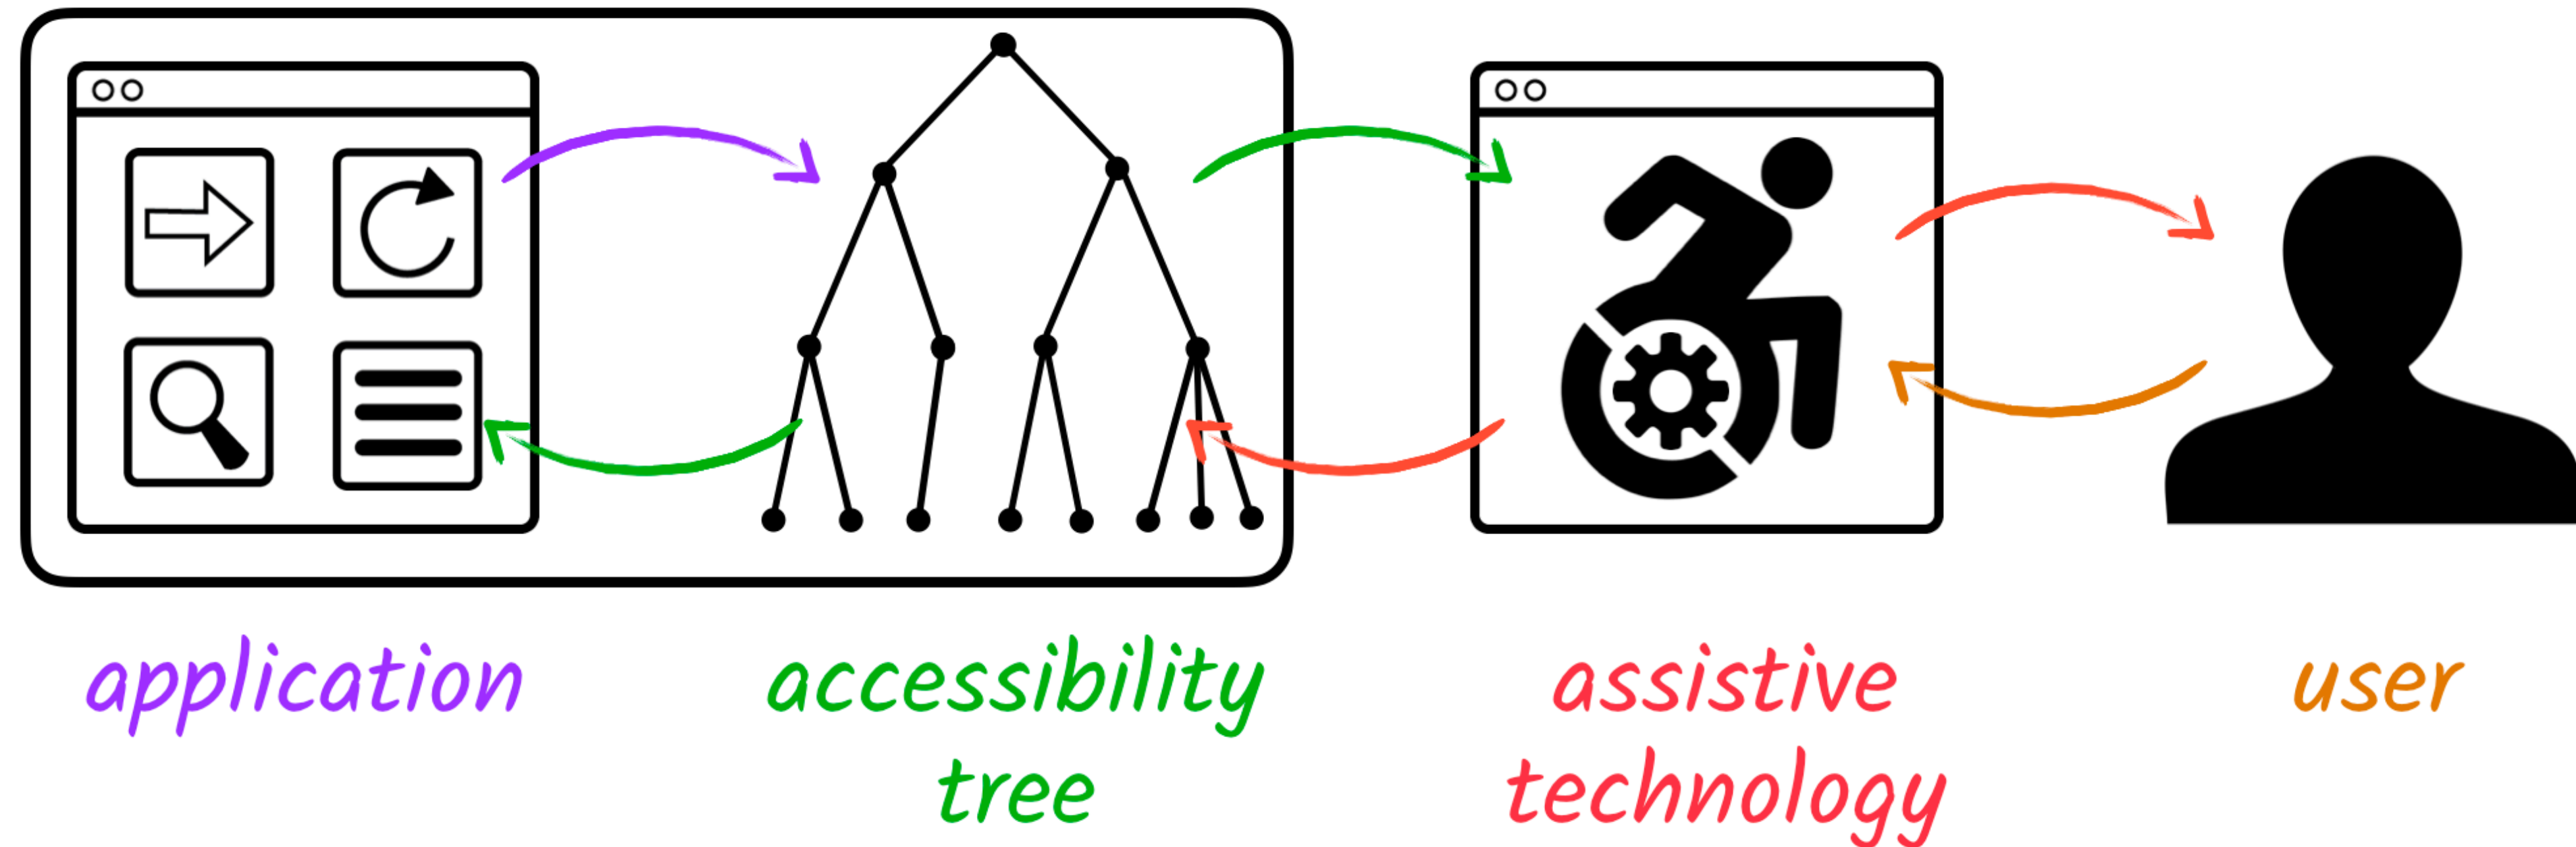 application
accessibility
tree
assistive
technology
user